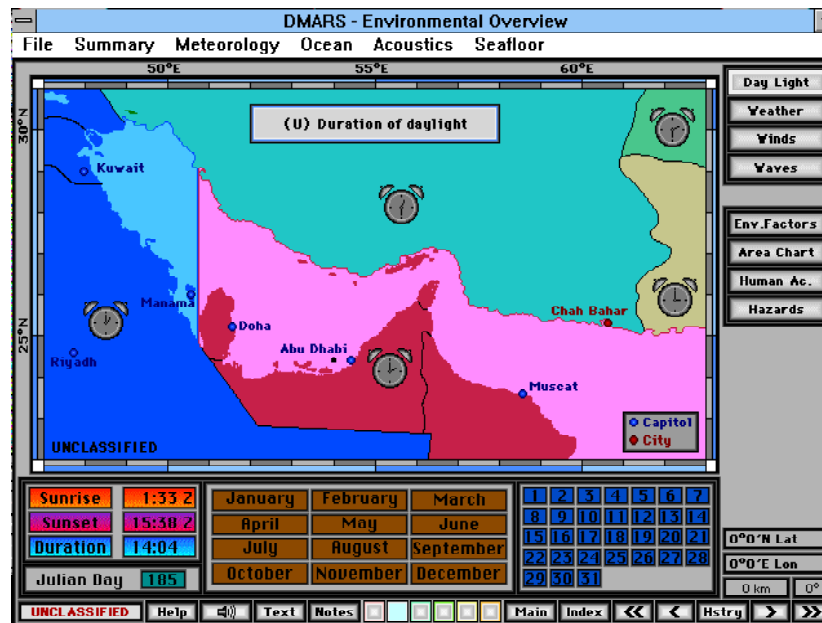 DMARS - Environmental Overview
File Summary Meteorology Ocean Acoustics Seafloor
50°E 55°E 60°E
30°N
25°N
(U) Duration of daylight
Kuwait
Manama
Doha
Riyadh
Abu Dhabi
Chah Bahar
Muscat
Capitol
City
UNCLASSIFIED
Day Light
Weather
Winds
Waves
Env.Factors
Area Chart
Human Ac.
Hazards
Sunrise 1:33 Z
Sunset 15:38 Z
Duration 14:04
Julian Day 185
January February March
April May June
July August September
October November December
1 2 3 4 5 6 7
8 9 10 11 12 13 14
15 16 17 18 19 20 21
22 23 24 25 26 27 28
29 30 31
0°0'N Lat
0°0'E Lon
0 km 0°
UNCLASSIFIED Help Text Notes Main Index << < Hstry > >>